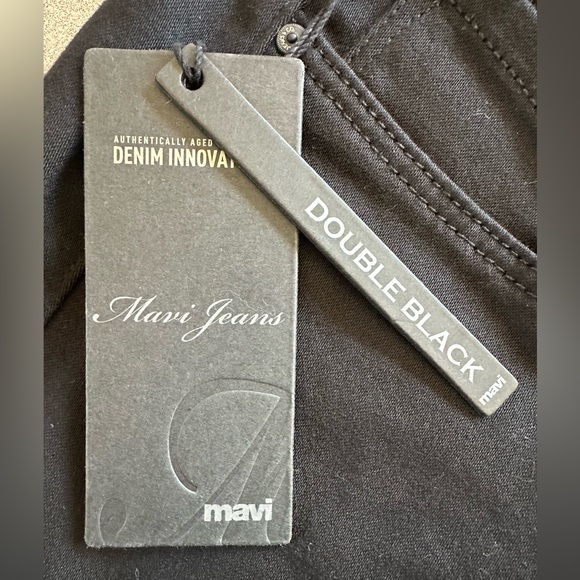 AUTHENTICALLY AGED
DENIM INNOVAT
Mavi Jeans
mavi
DOUBLE BLACK
mavi